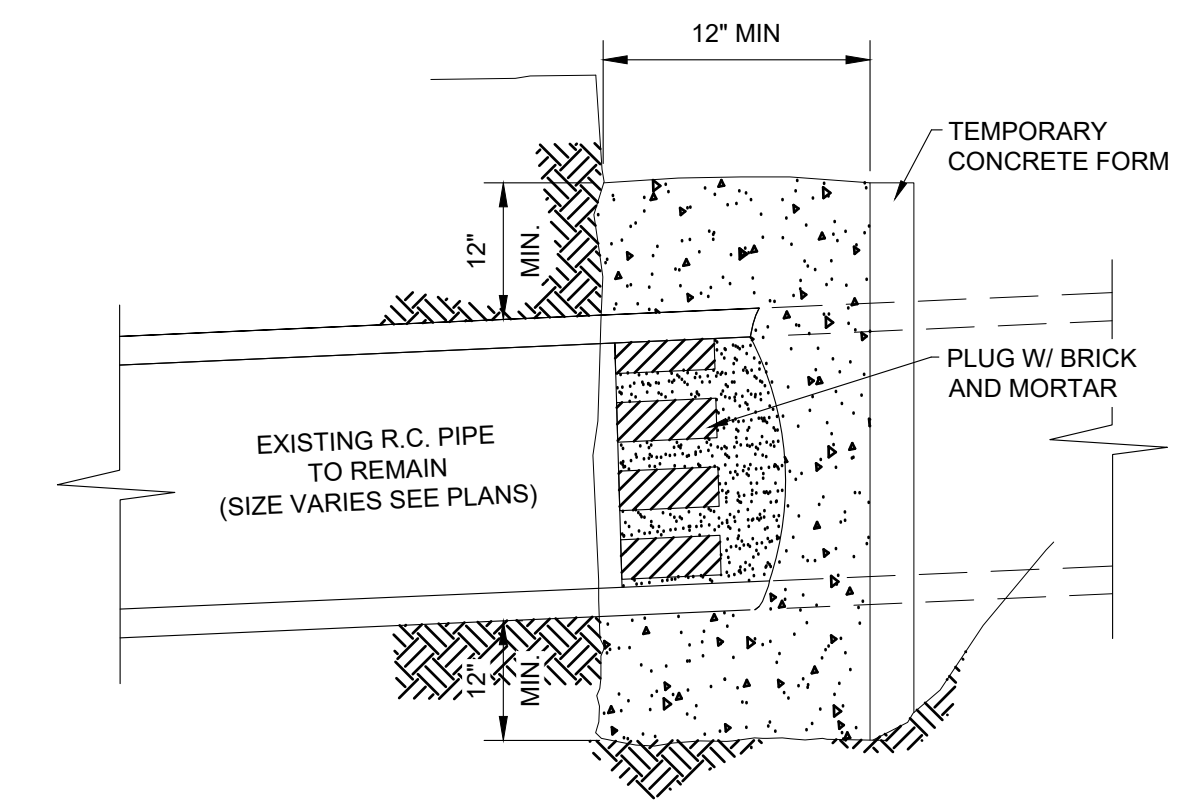 12" MIN
TEMPORARY
CONCRETE FORM
12"
MIN.
PLUG W/ BRICK
AND MORTAR
EXISTING R.C. PIPE
TO REMAIN
(SIZE VARIES SEE PLANS)
12"
MIN.